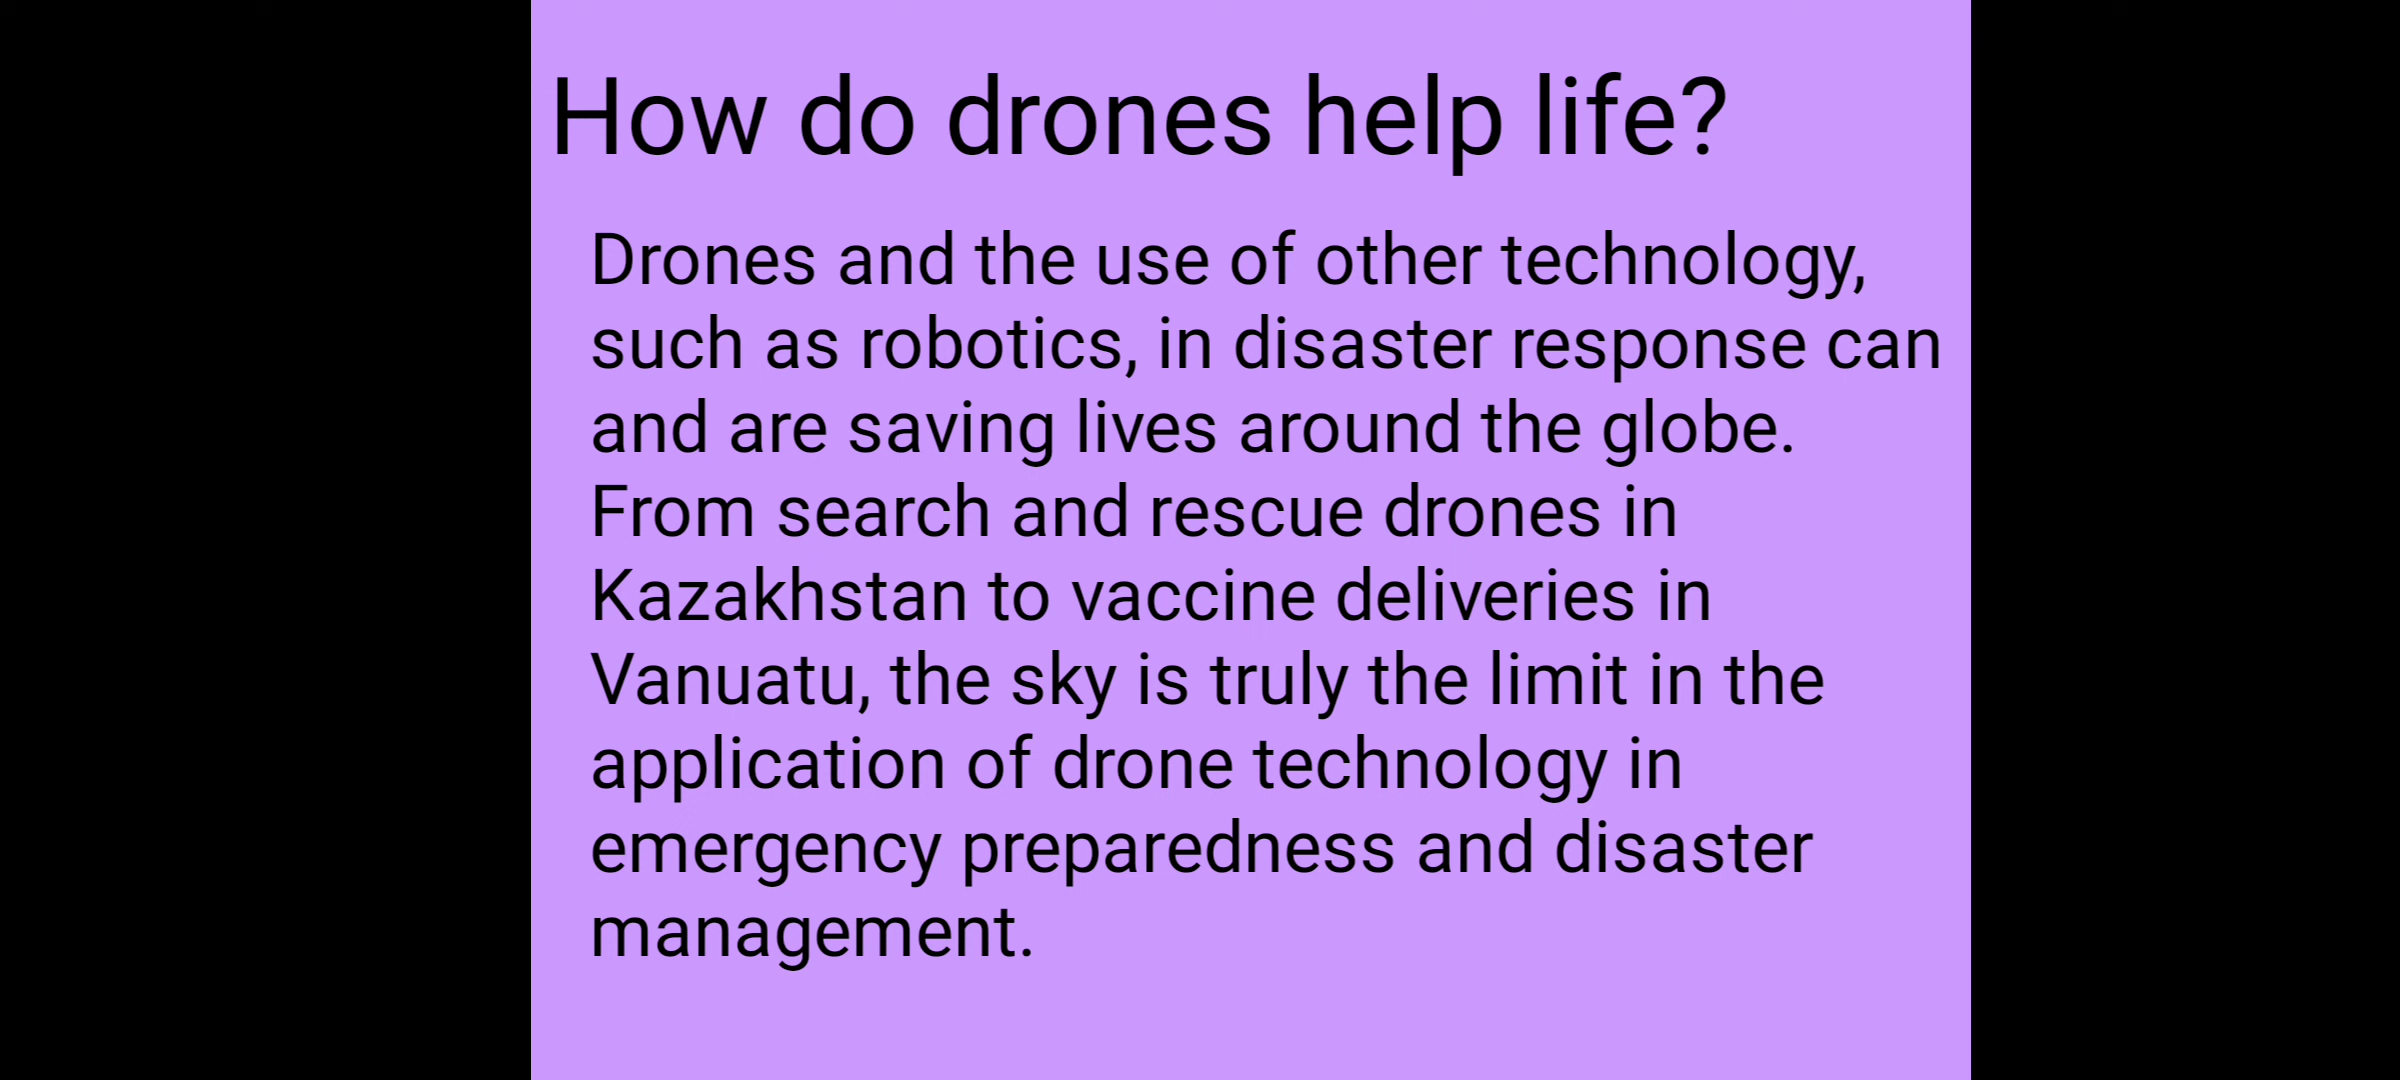 How do drones help life?
Drones and the use of other technology,
such as robotics, in disaster response can
and are saving lives around the globe.
From search and rescue drones in
Kazakhstan to vaccine deliveries in
Vanuatu, the sky is truly the limit in the
application of drone technology in
emergency preparedness and disaster
management.